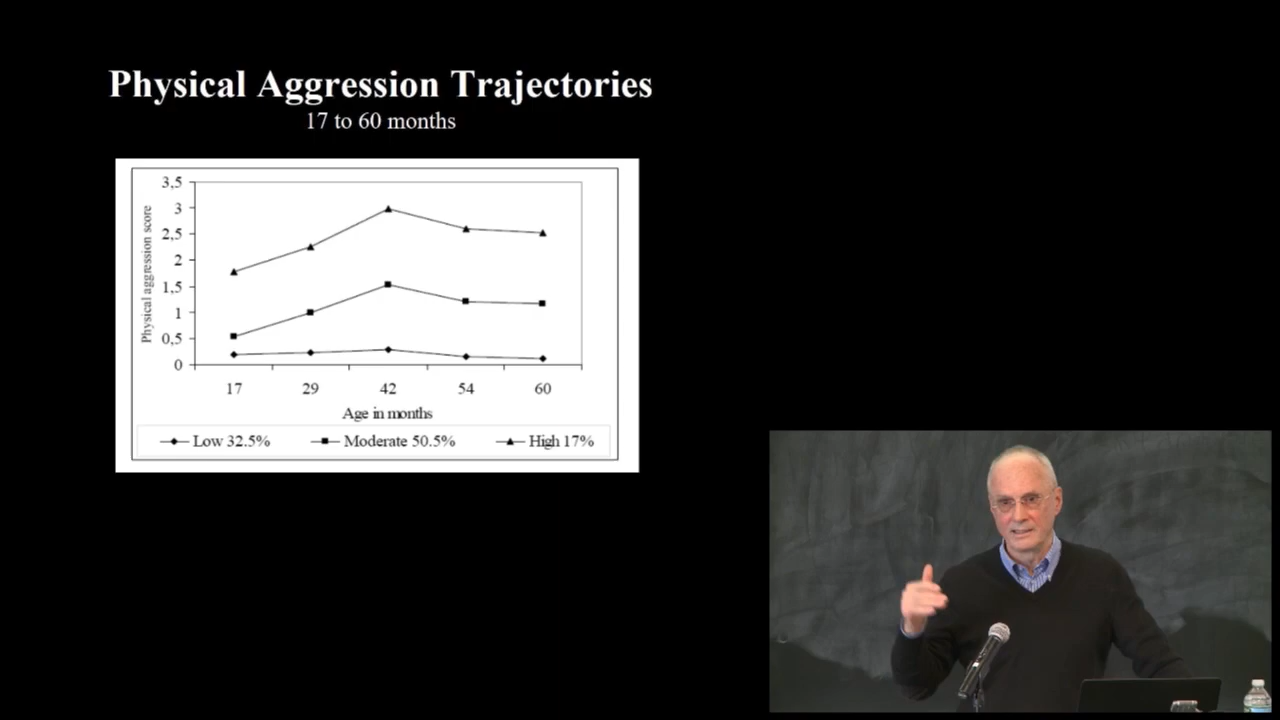 Physical Aggression Trajectories
17 to 60 months
3,5
3
2,5
2
1,5
1
0,5
0
Physical aggression score
17 29 42 54 60
Age in months
Low 32.5% Moderate 50.5% High 17%